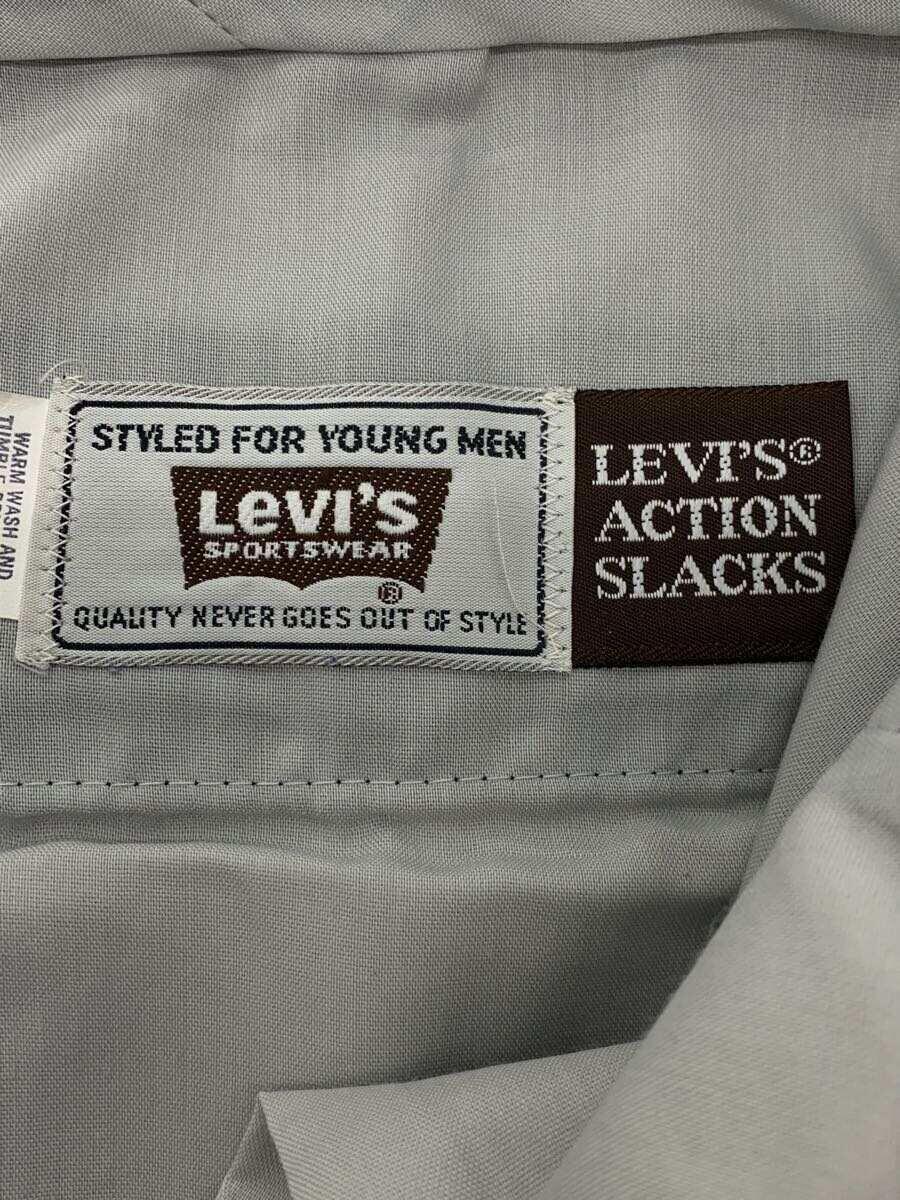 WARM WASH AND
STYLED FOR YOUNG MEN
Levi's
SPORTSWEAR
®
QUALITY NEVER GOES OUT OF STYLE
LEVI'S®
ACTION
SLACKS